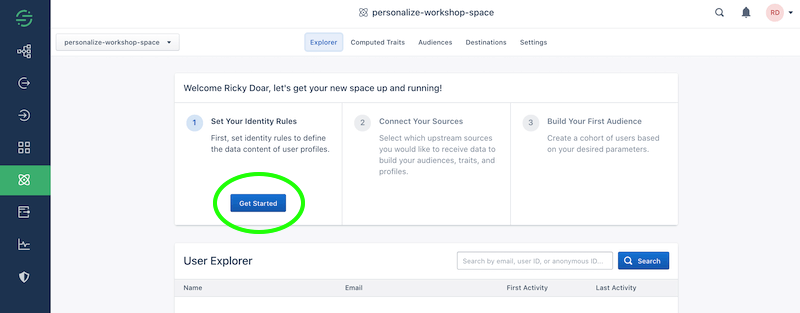 personalize-workshop-space
RD
personalize-workshop-space
Explorer Computed Traits Audiences Destinations Settings
Welcome Ricky Doar, let's get your new space up and running!
1 Set Your Identity Rules
First, set identity rules to define
the data content of user profiles.
Get Started
2 Connect Your Sources
Select which upstream sources
you would like to receive data to
build your audiences, traits, and
profiles.
3 Build Your First Audience
Create a cohort of users based
on your desired parameters.
User Explorer
Search by email, user ID, or anonymous ID...
Search
Name Email First Activity Last Activity